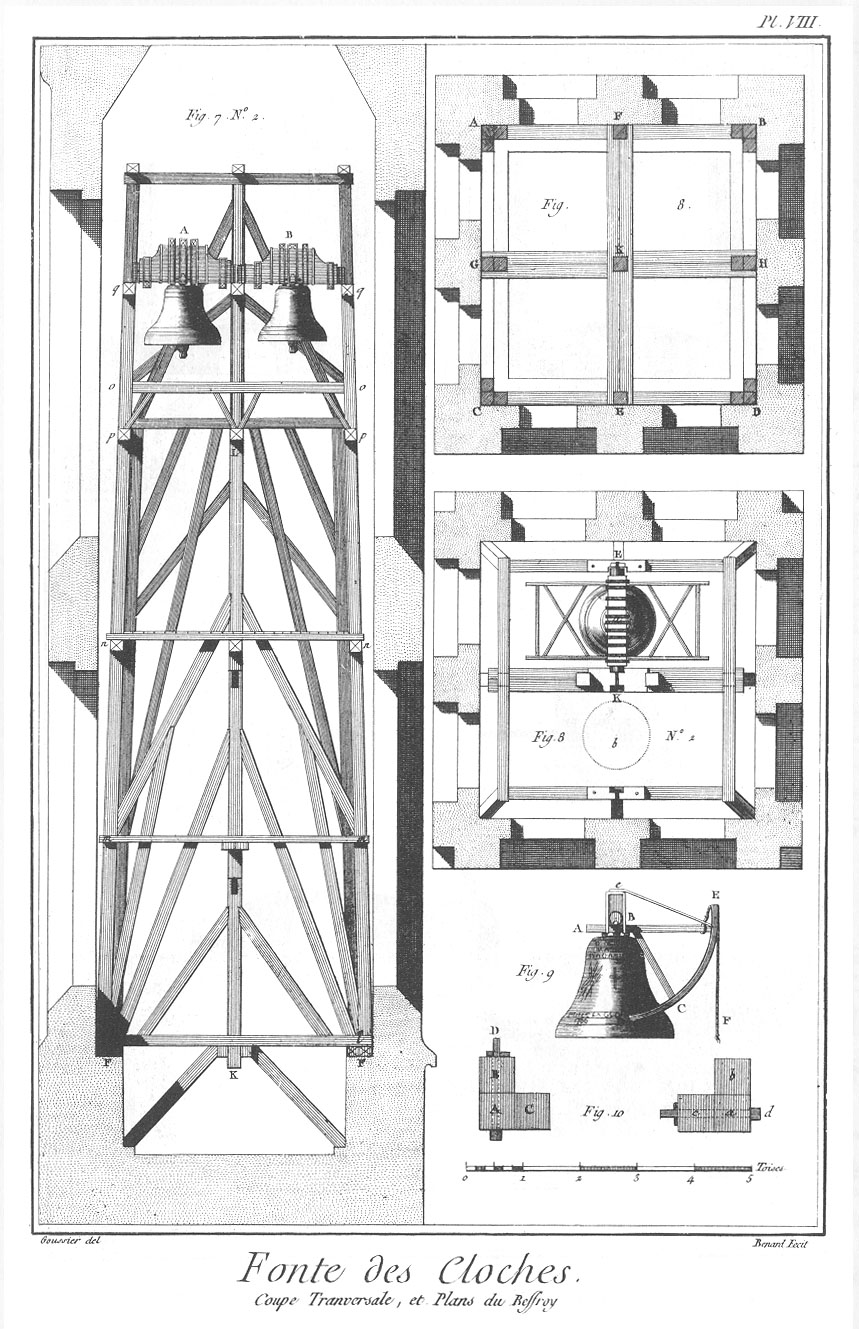 Pl. VIII.
Fig. 7. N.º 2.
A B
q q
o o
p p
L
n n
F K F
A F B
Fig. 8.
G K H
C E D
E
K
Fig. 8 N.º 2
b
e E
A B
Fig. 9
C F
D
B b
A C Fig. 10 c a d
0 1 2 3 4 5 Toises
Goussier del Benard Fecit
Fonte des Cloches.
Coupe Tranversale, et Plans du Beffroy